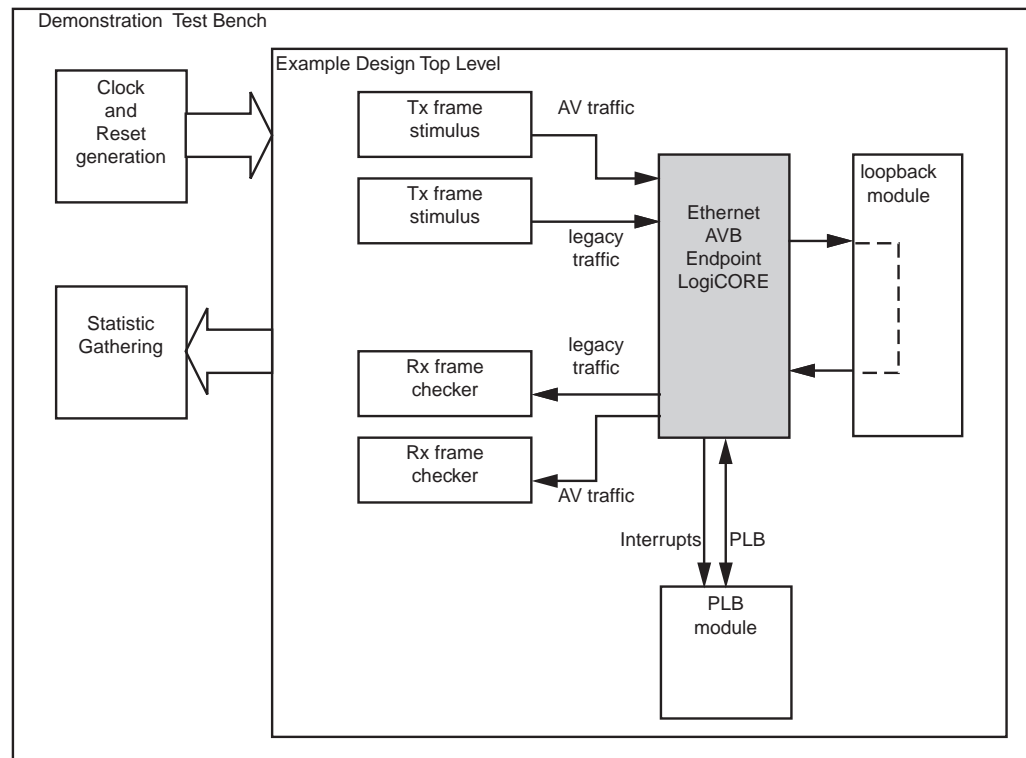 Demonstration Test Bench
Clock
and
Reset
generation
Example Design Top Level
Tx frame
stimulus
AV traffic
Tx frame
stimulus
legacy
traffic
Ethernet
AVB
Endpoint
LogiCORE
loopback
module
Statistic
Gathering
Rx frame
checker
legacy
traffic
Rx frame
checker
AV traffic
Interrupts
PLB
PLB
module